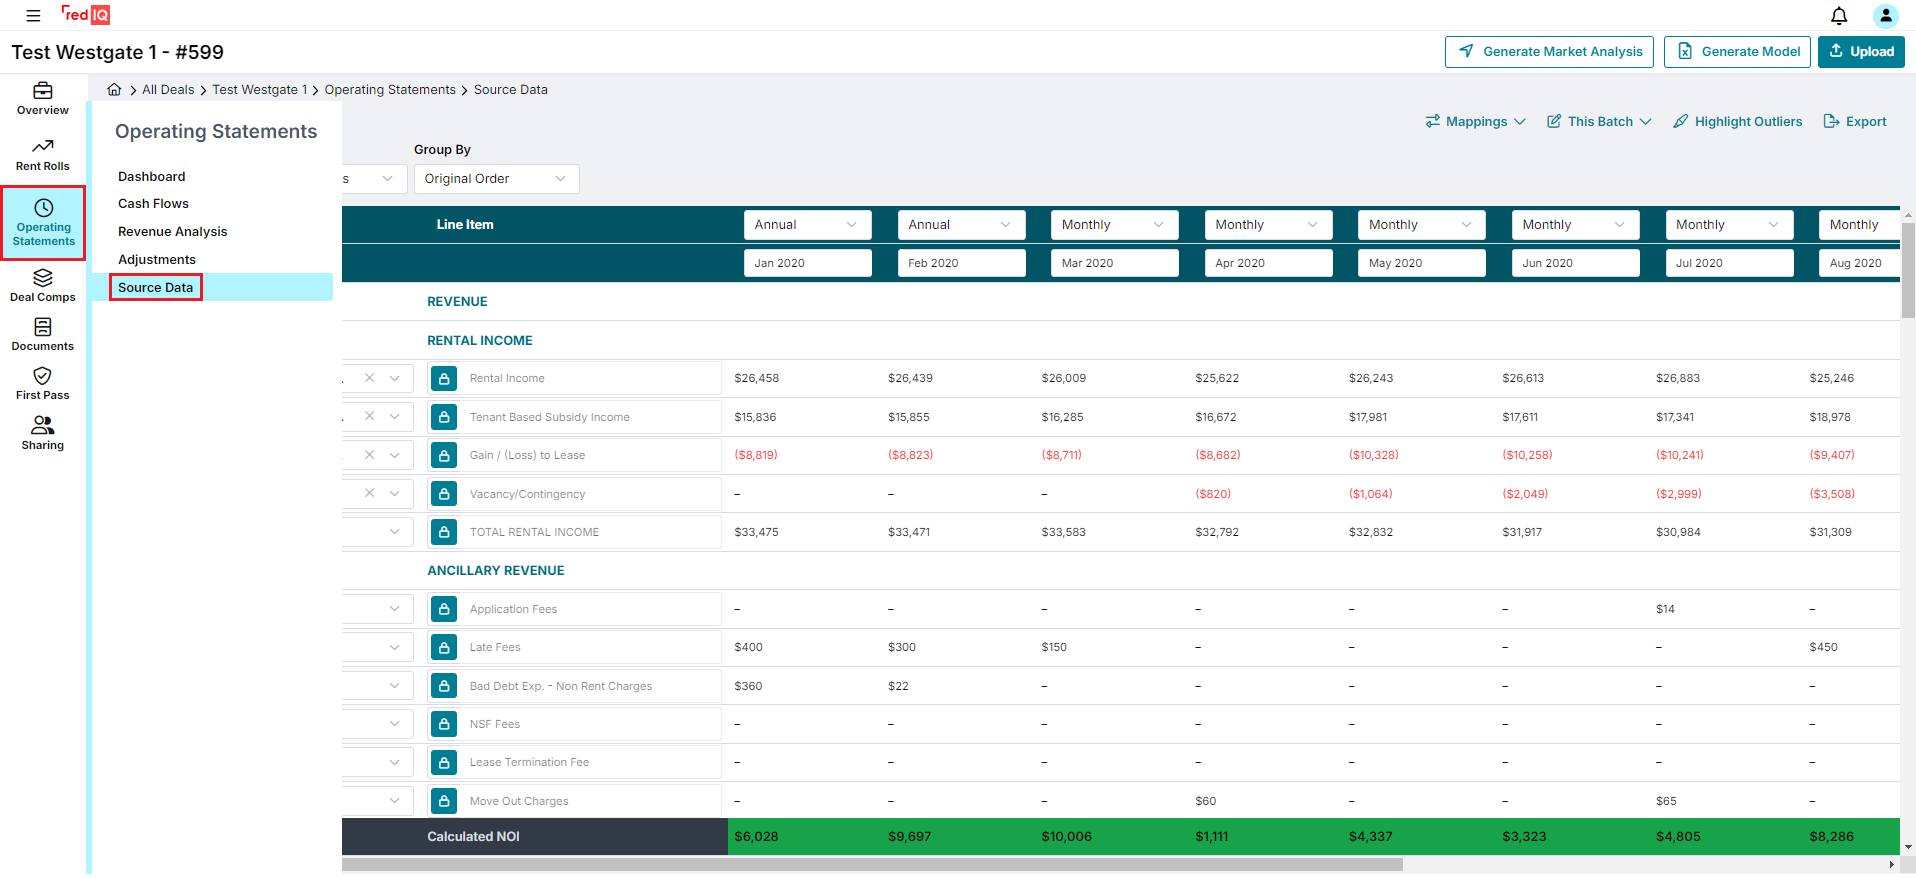 red IQ
Test Westgate 1 - #599
Generate Market Analysis
Generate Model
Upload
Overview
Rent Rolls
Operating
Statements
Deal Comps
Documents
First Pass
Sharing
All Deals
Test Westgate 1
Operating Statements
Source Data
Operating Statements
Dashboard
Cash Flows
Revenue Analysis
Adjustments
Source Data
Mappings
This Batch
Highlight Outliers
Export
Group By
s
Original Order
Line Item Annual Annual Monthly Monthly Monthly Monthly Monthly Monthly
Jan 2020 Feb 2020 Mar 2020 Apr 2020 May 2020 Jun 2020 Jul 2020 Aug 2020
REVENUE
RENTAL INCOME
Rental Income $26,458 $26,439 $26,009 $25,622 $26,243 $26,613 $26,883 $25,246
Tenant Based Subsidy Income $15,836 $15,855 $16,285 $16,672 $17,981 $17,611 $17,341 $18,978
Gain / (Loss) to Lease ($8,819) ($8,823) ($8,711) ($8,682) ($10,328) ($10,258) ($10,241) ($9,407)
Vacancy/Contingency – – – ($820) ($1,064) ($2,049) ($2,999) ($3,508)
TOTAL RENTAL INCOME $33,475 $33,471 $33,583 $32,792 $32,832 $31,917 $30,984 $31,309
ANCILLARY REVENUE
Application Fees – – – – – – $14 –
Late Fees $400 $300 $150 – – – – $450
Bad Debt Exp. - Non Rent Charges $360 $22 – – – – – –
NSF Fees – – – – – – – –
Lease Termination Fee – – – – – – – –
Move Out Charges – – – $60 – – $65 –
Calculated NOI $6,028 $9,697 $10,006 $1,111 $4,337 $3,323 $4,805 $8,286